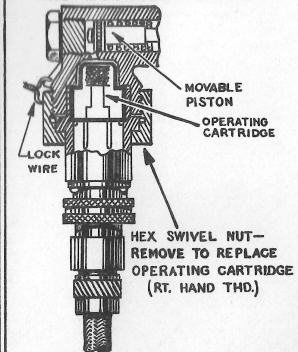 MOVABLE
PISTON
OPERATING
CARTRIDGE
LOCK
WIRE
HEX SWIVEL NUT—
REMOVE TO REPLACE
OPERATING CARTRIDGE
(RT. HAND THD.)